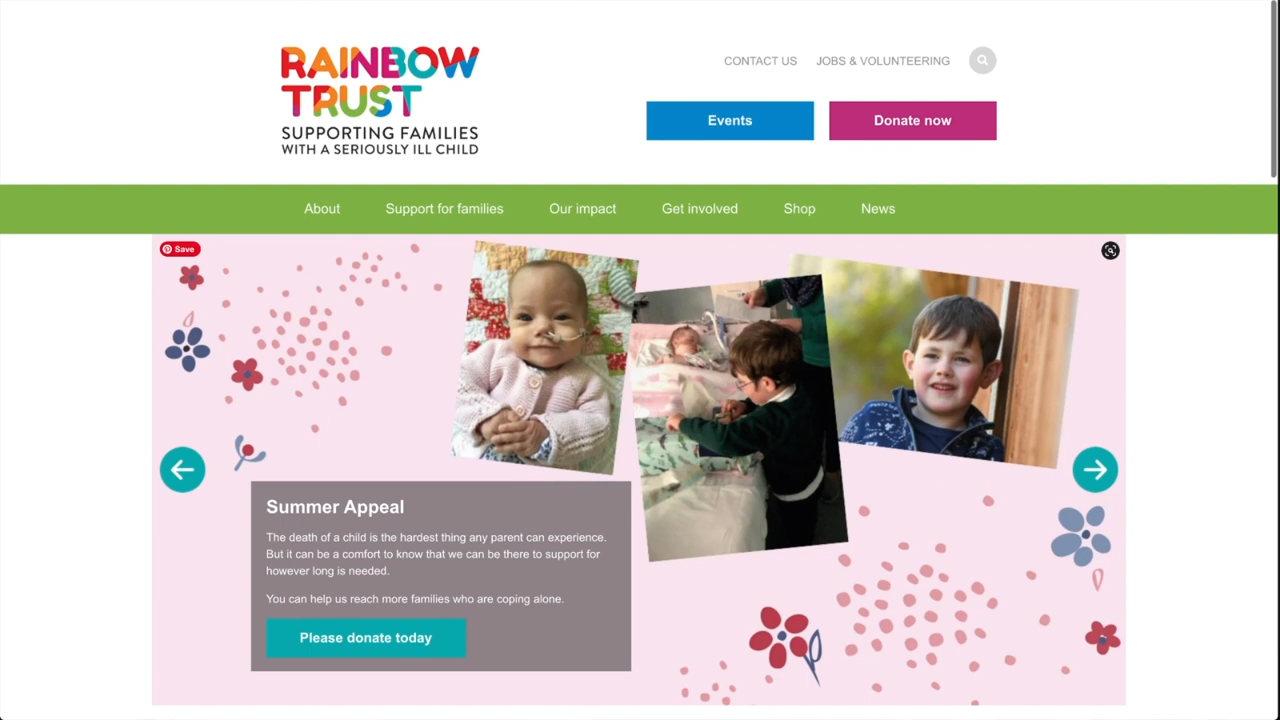 RAINBOW
TRUST
SUPPORTING FAMILIES
WITH A SERIOUSLY ILL CHILD
CONTACT US
JOBS & VOLUNTEERING
Events
Donate now
About
Support for families
Our impact
Get involved
Shop
News
Save
Summer Appeal
The death of a child is the hardest thing any parent can experience.
But it can be a comfort to know that we can be there to support for
however long is needed.
You can help us reach more families who are coping alone.
Please donate today